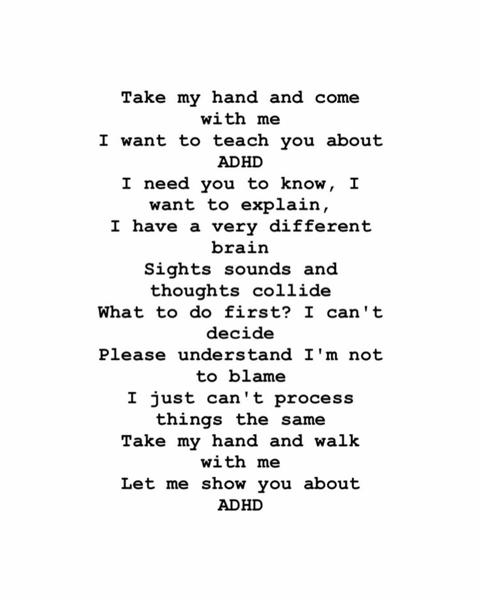 Take my hand and come
with me
I want to teach you about
ADHD
I need you to know, I
want to explain,
I have a very different
brain
Sights sounds and
thoughts collide
What to do first? I can't
decide
Please understand I'm not
to blame
I just can't process
things the same
Take my hand and walk
with me
Let me show you about
ADHD